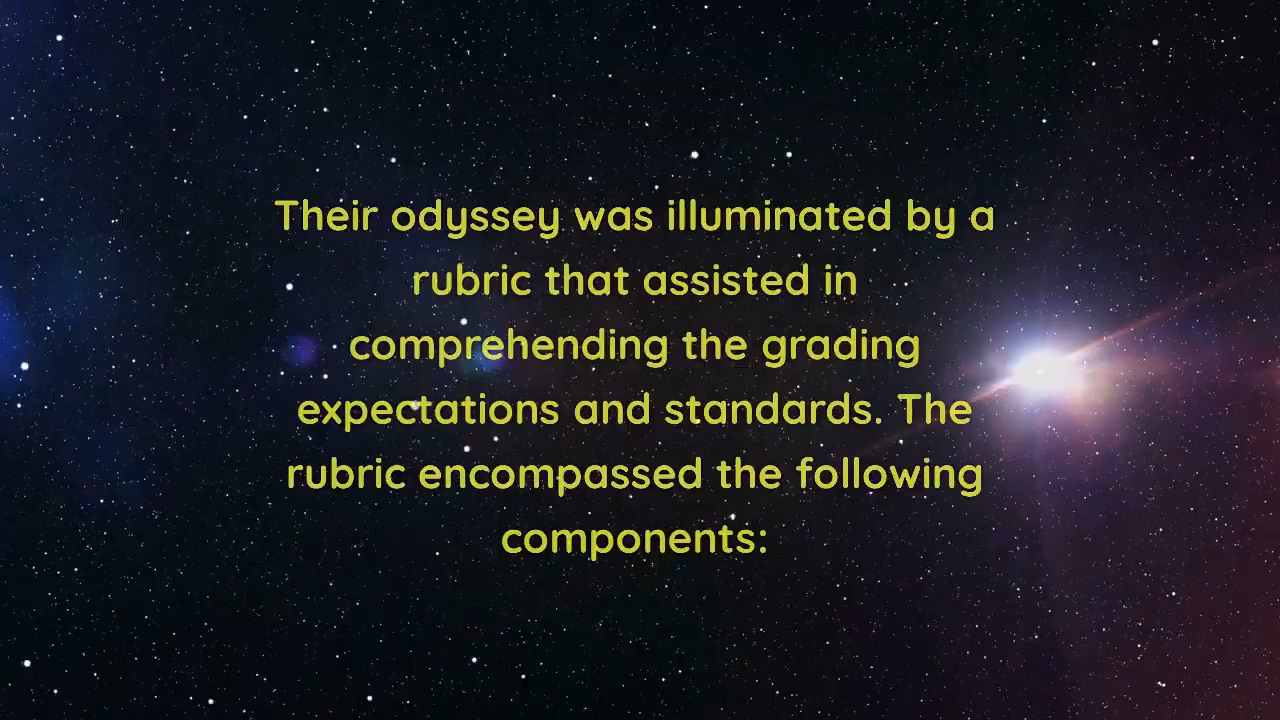 Their odyssey was illuminated by a
rubric that assisted in
comprehending the grading
expectations and standards. The
rubric encompassed the following
components: